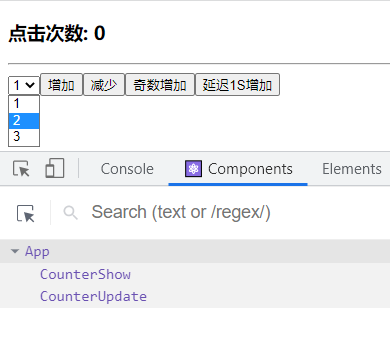 点击次数: 0
1 增加 减少 奇数增加 延迟1S增加
1
2
3
Console Components Elements
Search (text or /regex/)
App
CounterShow
CounterUpdate